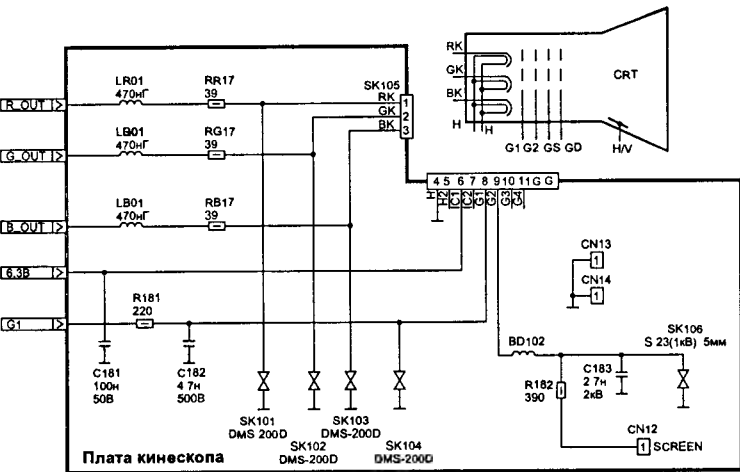 RK
GK
BK
H
H
G1 G2 GS GD
H/V
CRT
R_OUT
LR01
470нГ
RR17
39
SK105
RK
GK
BK
1
2
3
G_OUT
LG01
470нГ
RG17
39
B_OUT
LB01
470нГ
RB17
39
4 5 6 7 8 9 10 11 G G
H
H2
(C1)
(C2)
G1
G2
G3
G4
6.3В
G1
R181
220
C181
100н
50В
C182
4 7н
500В
SK101
DMS 200D
SK102
DMS-200D
SK103
DMS-200D
SK104
DMS-200D
CN13
1
CN14
1
BD102
R182
390
C183
2 7н
2кВ
SK106
S 23(1кВ) 5мм
CN12
1 SCREEN
Плата кинескопа